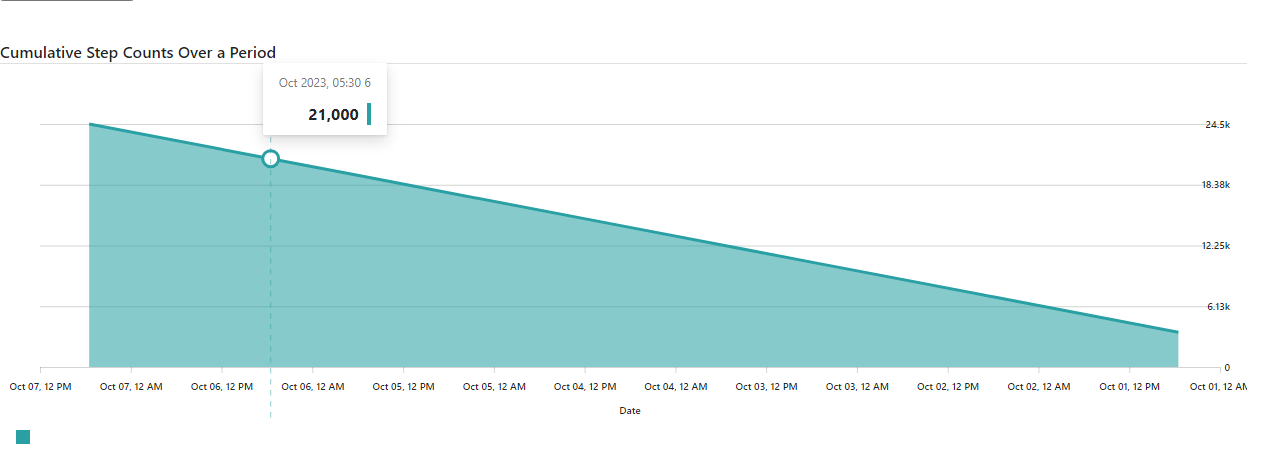 Cumulative Step Counts Over a Period
Oct 2023, 05:30 6
21,000
24.5k
18.38k
12.25k
6.13k
0
Oct 07, 12 PM
Oct 07, 12 AM
Oct 06, 12 PM
Oct 06, 12 AM
Oct 05, 12 PM
Oct 05, 12 AM
Oct 04, 12 PM
Oct 04, 12 AM
Oct 03, 12 PM
Oct 03, 12 AM
Oct 02, 12 PM
Oct 02, 12 AM
Oct 01, 12 PM
Oct 01, 12 AM
Date